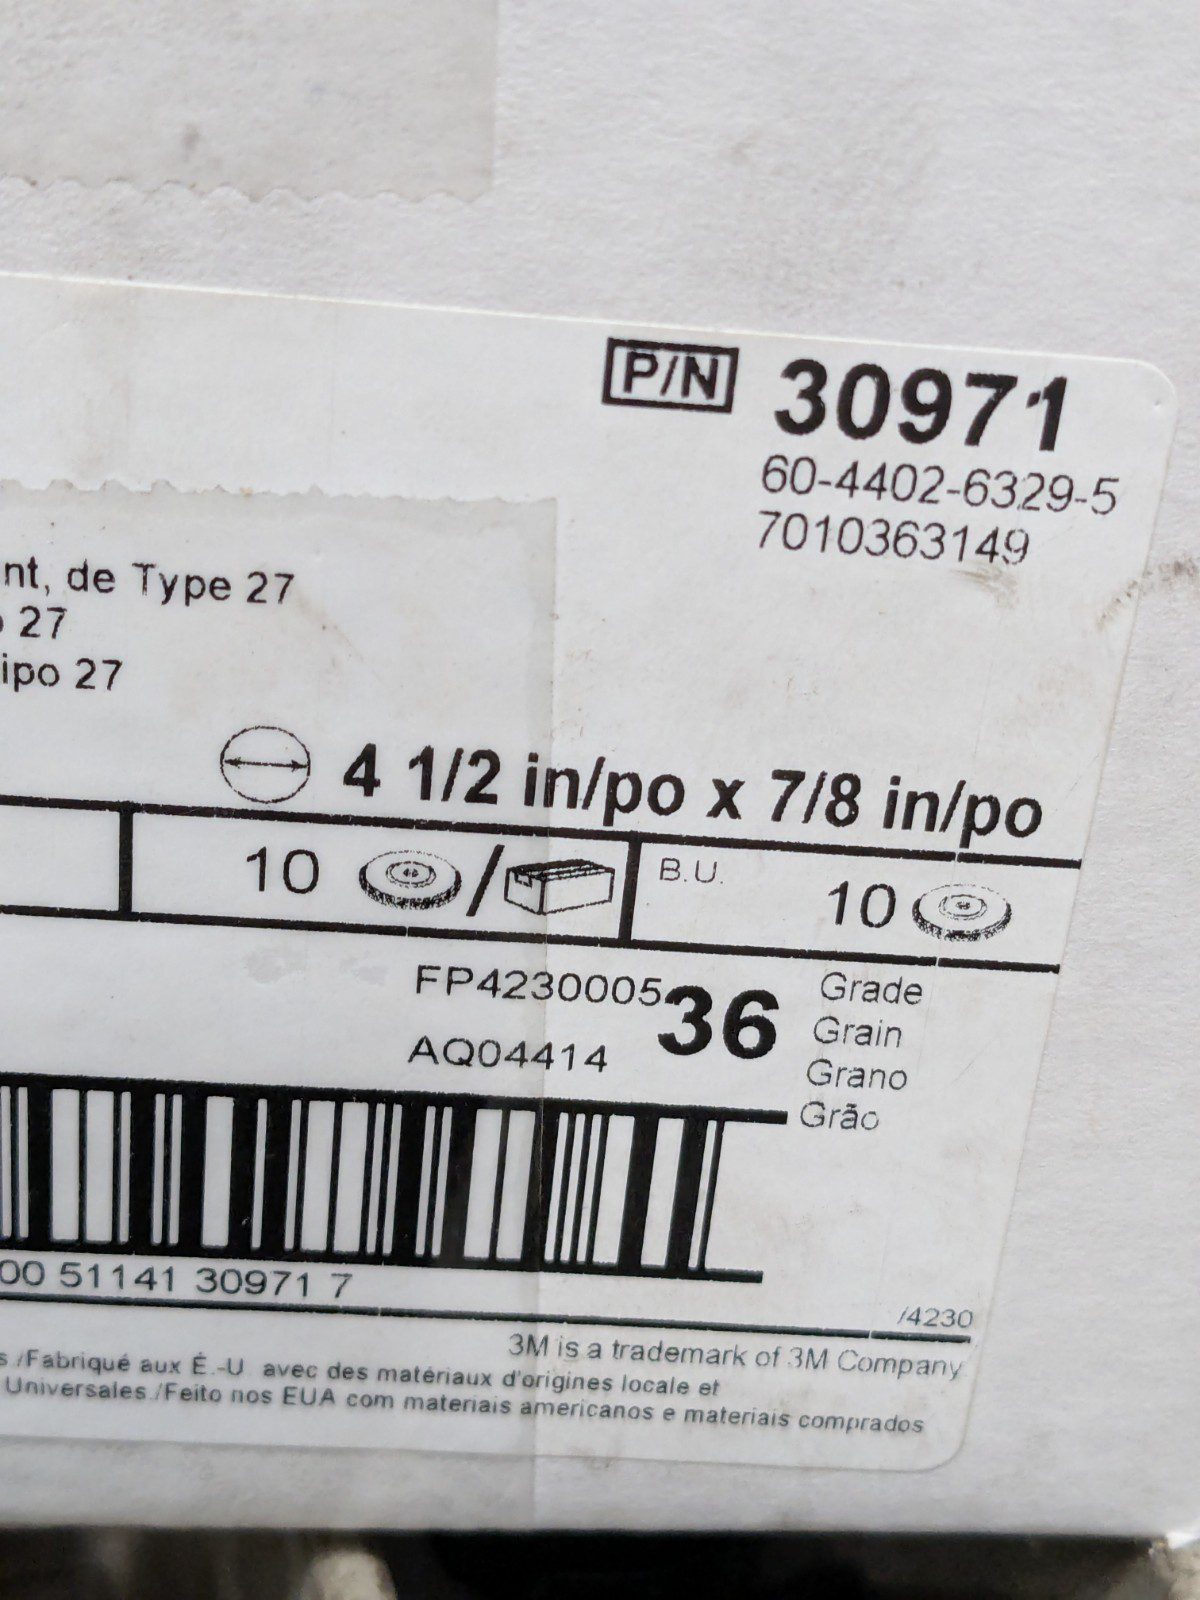 P/N 30971
60-4402-6329-5
7010363149
nt, de Type 27
27
ipo 27
4 1/2 in/po x 7/8 in/po
10 / B.U. 10
FP4230005
36
Grade
Grain
Grano
Grão
AQ04414
00 51141 30971 7
/4230
3M is a trademark of 3M Company
s /Fabriqué aux É.-U avec des matériaux d'origines locale et
Universales /Feito nos EUA com materiais americanos e materiais comprados